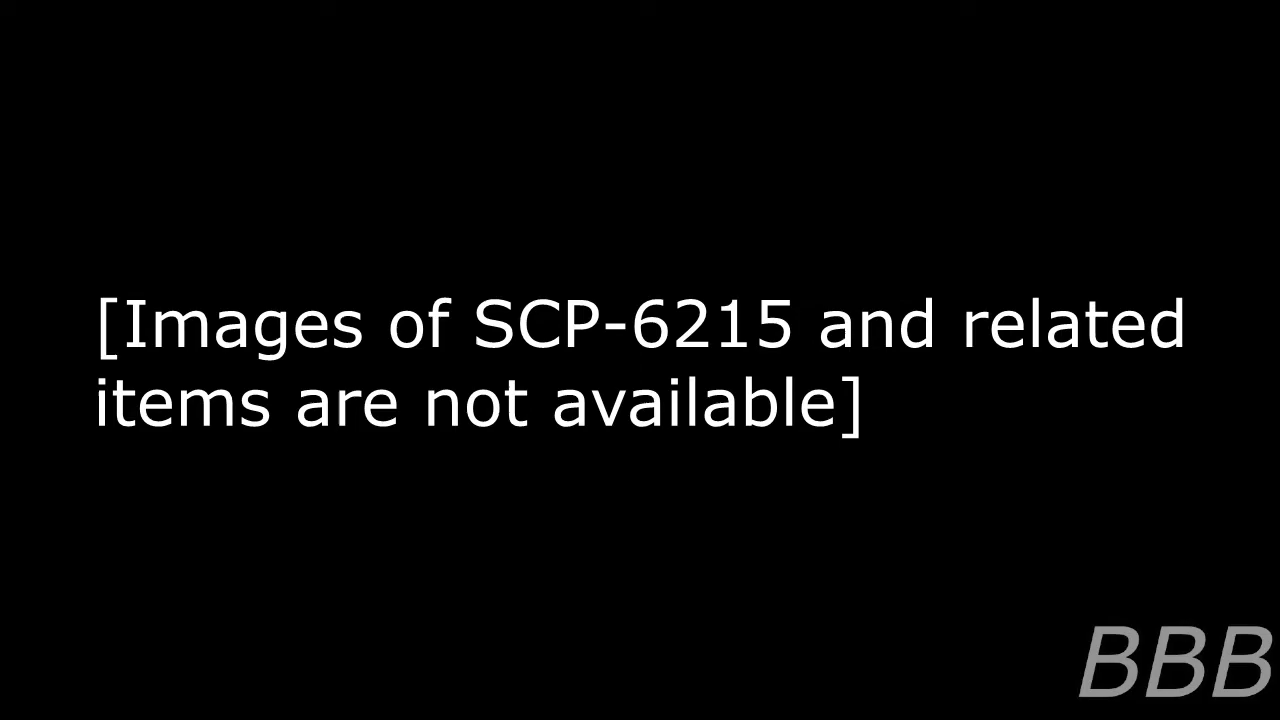 [Images of SCP-6215 and related
items are not available]
BBB